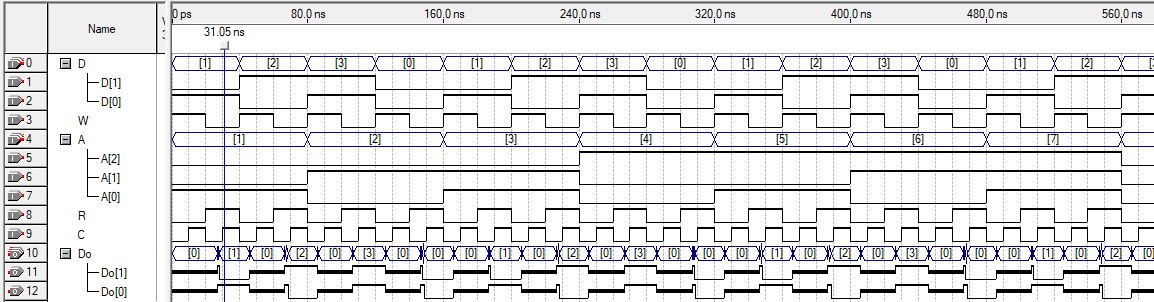 Name V 3 0 ps 80.0 ns 160.0 ns 240.0 ns 320.0 ns 400.0 ns 480.0 ns 560.0 ns
31.05 ns
0 D [1] [2] [3] [0] [1] [2] [3] [0] [1] [2] [3] [0] [1] [2] [3]
1 D[1]
2 D[0]
3 W
4 A [1] [2] [3] [4] [5] [6] [7]
5 A[2]
6 A[1]
7 A[0]
8 R
9 C
10 Do [0] [1] [0] [2] [0] [3] [0] [0] [0] [1] [0] [2] [0] [3] [0] [0] [0] [1] [0] [2] [0] [3] [0] [0] [0] [1] [0] [2] [0]
11 Do[1]
12 Do[0]